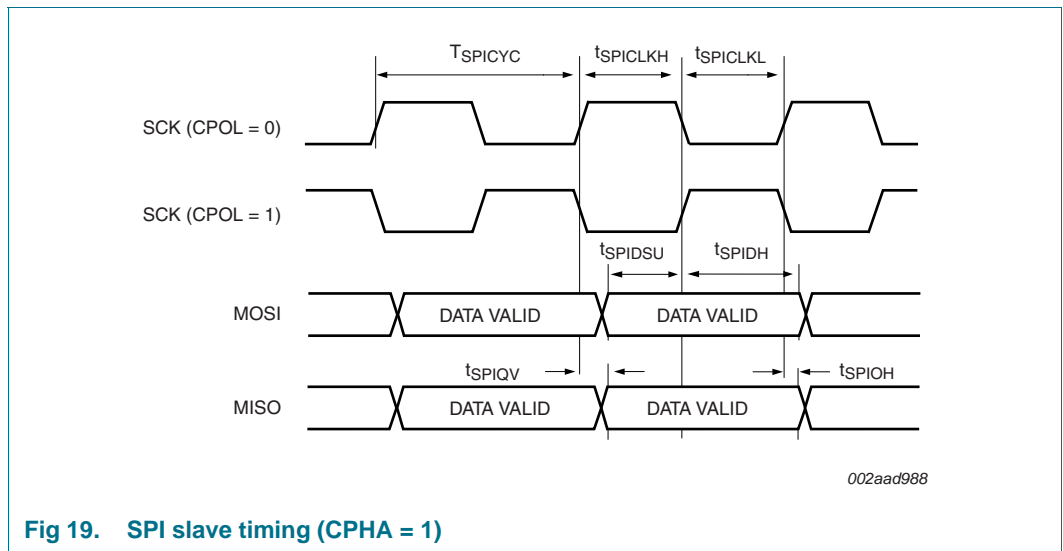 TSPICYC tSPICLKH tSPICLKL
SCK (CPOL = 0)
SCK (CPOL = 1)
tSPIDSU tSPIDH
MOSI DATA VALID DATA VALID
tSPIQV tSPIOH
MISO DATA VALID DATA VALID
002aad988
Fig 19. SPI slave timing (CPHA = 1)